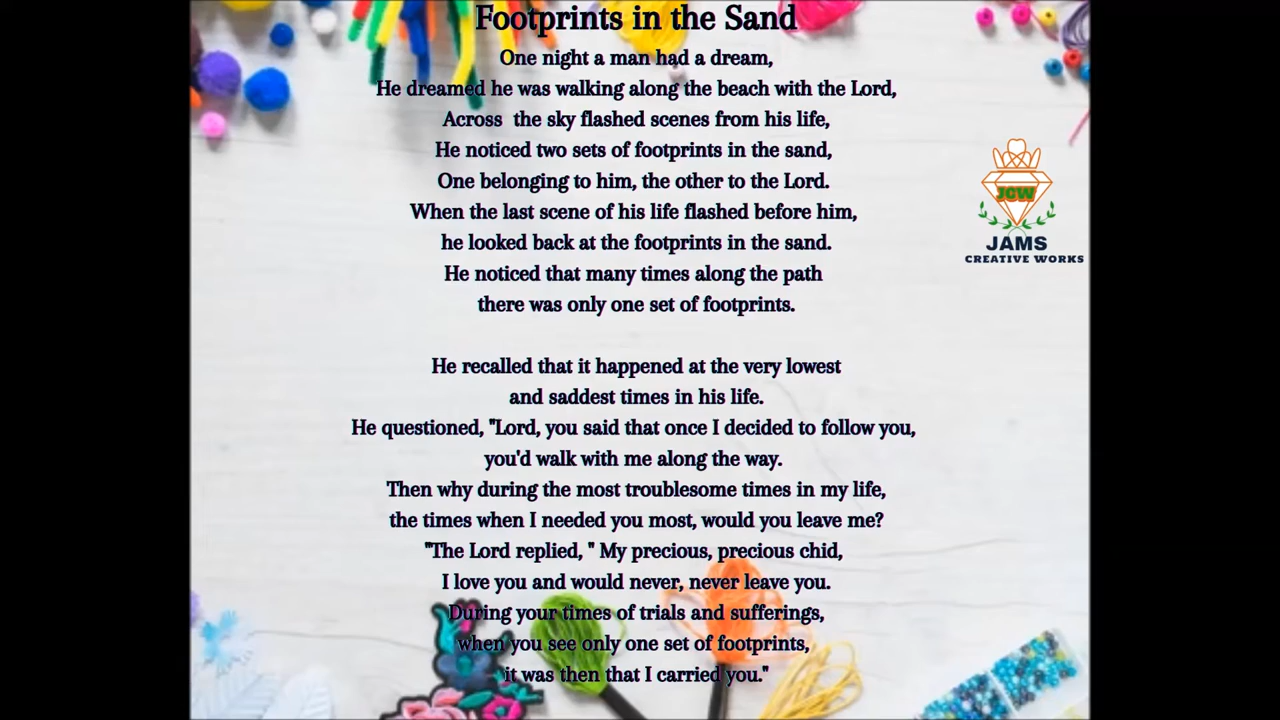 Footprints in the Sand
One night a man had a dream,
He dreamed he was walking along the beach with the Lord,
Across the sky flashed scenes from his life,
He noticed two sets of footprints in the sand,
One belonging to him, the other to the Lord.
When the last scene of his life flashed before him,
he looked back at the footprints in the sand.
He noticed that many times along the path
there was only one set of footprints.
He recalled that it happened at the very lowest
and saddest times in his life.
He questioned, "Lord, you said that once I decided to follow you,
you'd walk with me along the way.
Then why during the most troublesome times in my life,
the times when I needed you most, would you leave me?
"The Lord replied, " My precious, precious chid,
I love you and would never, never leave you.
During your times of trials and sufferings,
when you see only one set of footprints,
it was then that I carried you."
JCW
JAMS
CREATIVE WORKS